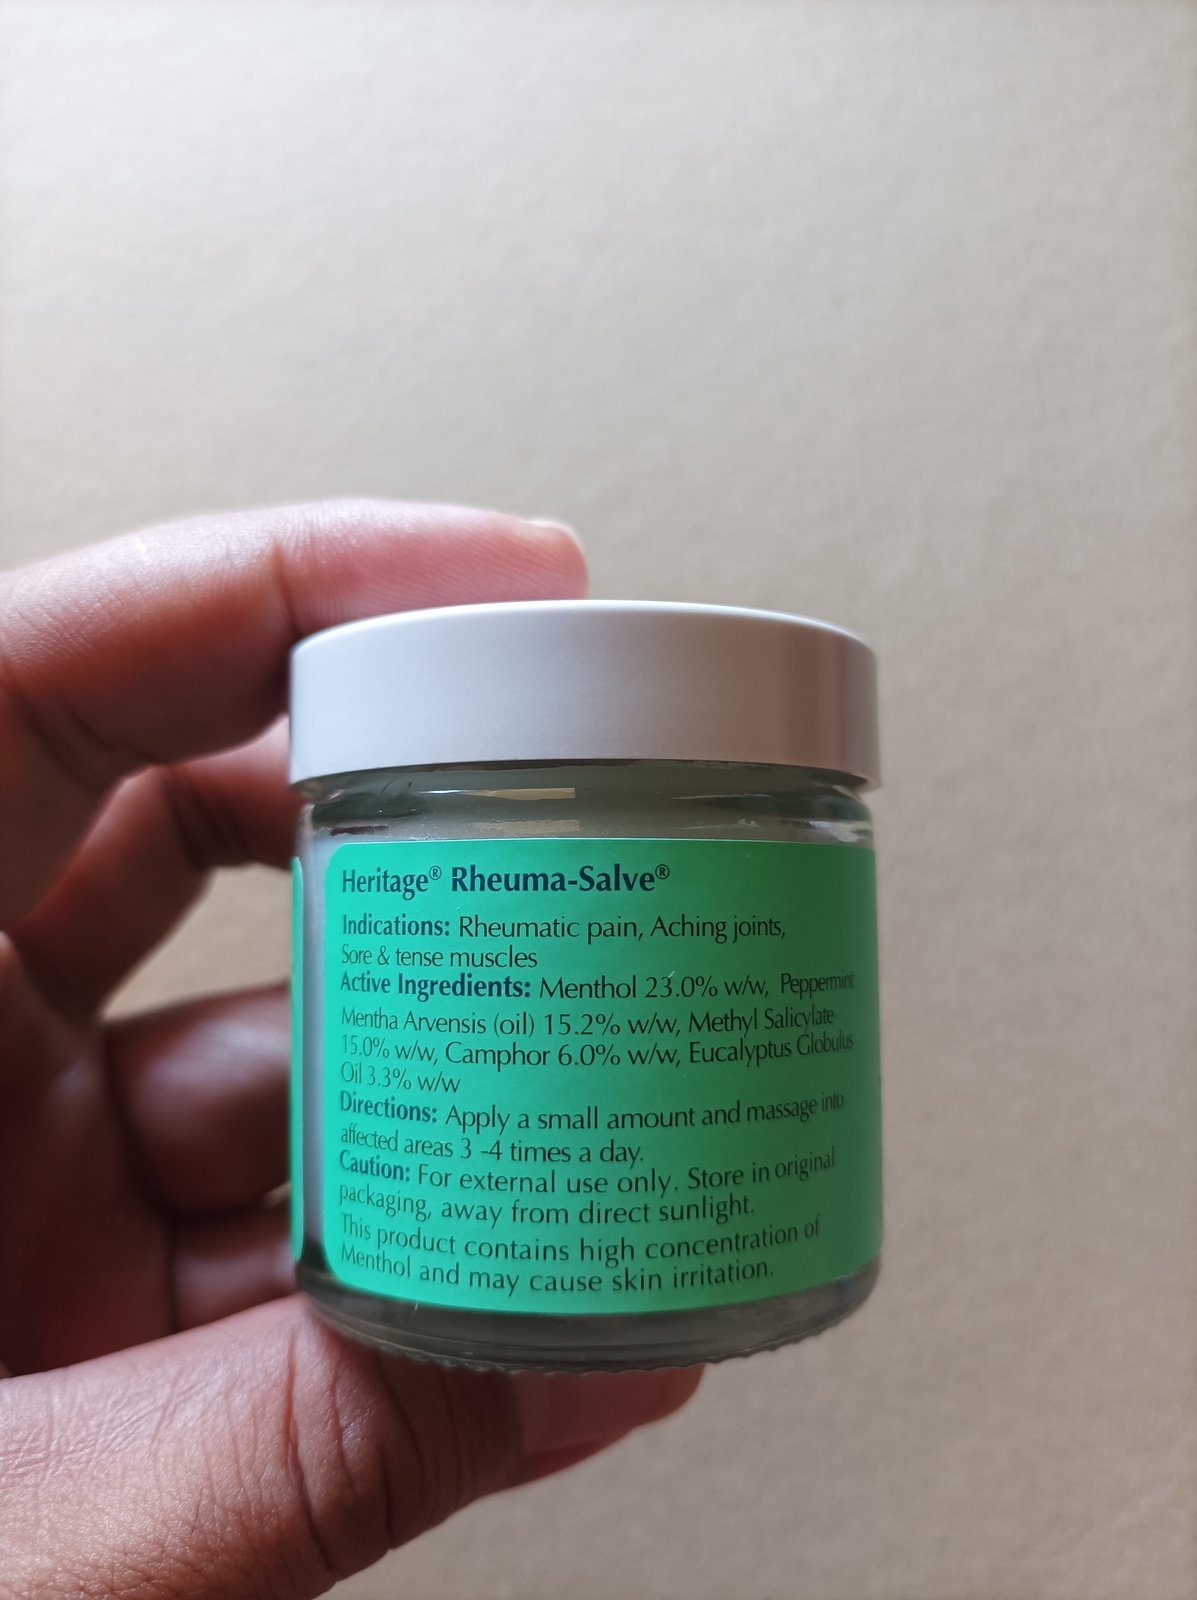 Heritage® Rheuma-Salve®
Indications: Rheumatic pain, Aching joints,
Sore & tense muscles
Active Ingredients: Menthol 23.0% w/w, Peppermint
Mentha Arvensis (oil) 15.2% w/w, Methyl Salicylate
15.0% w/w, Camphor 6.0% w/w, Eucalyptus Globulus
Oil 3.3% w/w
Directions: Apply a small amount and massage into
affected areas 3 -4 times a day.
Caution: For external use only. Store in original
packaging, away from direct sunlight.
This product contains high concentration of
Menthol and may cause skin irritation.